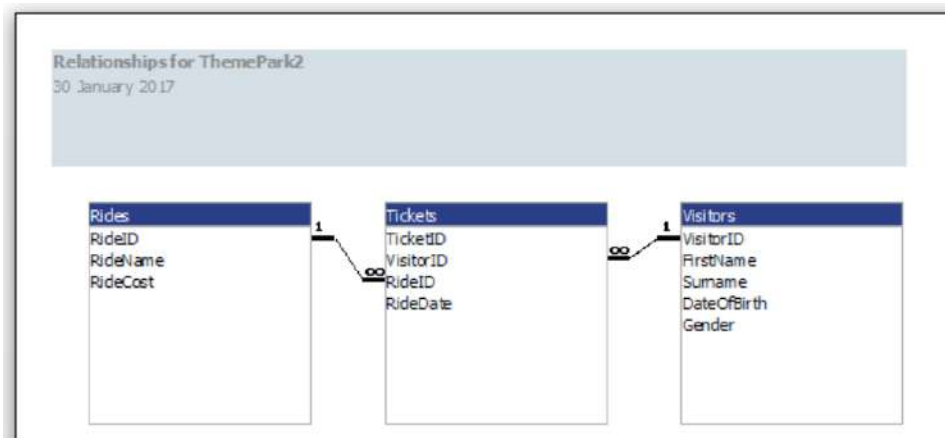 Relationships for ThemePark2
30 January 2017
Rides
RideID
RideName
RideCost
1
∞
Tickets
TicketID
VisitorID
RideID
RideDate
∞
1
Visitors
VisitorID
FirstName
Surname
DateOfBirth
Gender